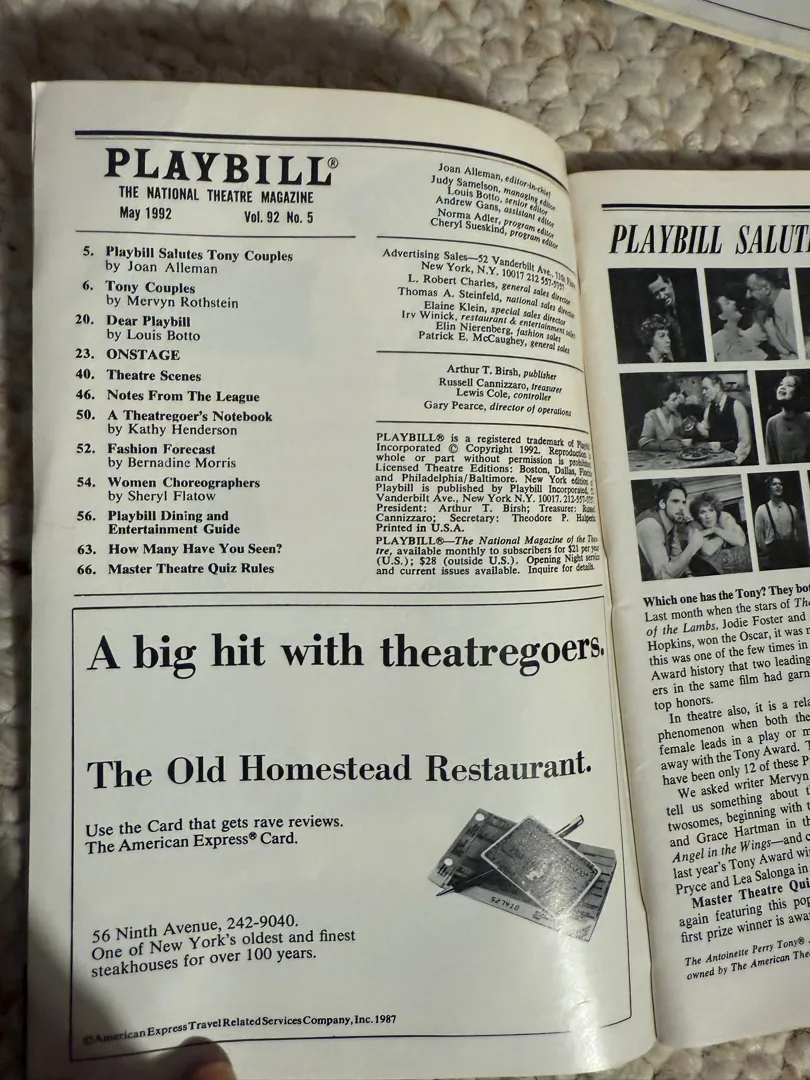 PLAYBILL®
THE NATIONAL THEATRE MAGAZINE
May 1992 Vol. 92 No. 5
5. Playbill Salutes Tony Couples
by Joan Alleman
6. Tony Couples
by Mervyn Rothstein
20. Dear Playbill
by Louis Botto
23. ONSTAGE
40. Theatre Scenes
46. Notes From The League
50. A Theatregoer's Notebook
by Kathy Henderson
52. Fashion Forecast
by Bernadine Morris
54. Women Choreographers
by Sheryl Flatow
56. Playbill Dining and
Entertainment Guide
63. How Many Have You Seen?
66. Master Theatre Quiz Rules
Joan Alleman, editor-in-chief
Judy Samelson, managing editor
Louis Botto, senior editor
Andrew Gans, assistant editor
Norma Adler, program editor
Cheryl Sueskind, program editor
Advertising Sales—52 Vanderbilt Ave., 11th
New York, N.Y. 10017 212 557-5757
L. Robert Charles, general sales director
Thomas A. Steinfeld, national sales director
Elaine Klein, special sales director
Irv Winick, restaurant & entertainment sales
Elin Nierenberg, fashion sales
Patrick E. McCaughey, general sales
Arthur T. Birsh, publisher
Russell Cannizzaro, treasurer
Lewis Cole, controller
Gary Pearce, director of operations
PLAYBILL® is a registered trademark of Playbill
Incorporated © Copyright 1992. Reproduction
whole or part without permission is prohibited.
Licensed Theatre Editions: Boston, Dallas,
and Philadelphia/Baltimore. New York edition
Playbill is published by Playbill Incorporated,
Vanderbilt Ave., New York N.Y. 10017. 212-557-5757
President: Arthur T. Birsh; Treasurer: Russell
Cannizzaro; Secretary: Theodore P. Halperin
Printed in U.S.A.
PLAYBILL®—The National Magazine of the Thea-
tre, available monthly to subscribers for $21 per year
(U.S.); $28 (outside U.S.). Opening Night service
and current issues available. Inquire for details.
A big hit with theatregoers.
The Old Homestead Restaurant.
Use the Card that gets rave reviews.
The American Express® Card.
527410
56 Ninth Avenue, 242-9040.
One of New York's oldest and finest
steakhouses for over 100 years.
©American Express Travel Related Services Company, Inc. 1987
PLAYBILL SALUT
Which one has the Tony? They bot
Last month when the stars of The
of the Lambs, Jodie Foster and
Hopkins, won the Oscar, it was
this was one of the few times in
Award history that two leading
ers in the same film had garn
top honors.
In theatre also, it is a rela
phenomenon when both the
female leads in a play or m
away with the Tony Award. T
have been only 12 of these P
We asked writer Mervyn
tell us something about t
twosomes, beginning with
and Grace Hartman in th
Angel in the Wings—and c
last year's Tony Award wi
Pryce and Lea Salonga in
Master Theatre Qui
again featuring this pop
first prize winner is awa
The Antoinette Perry Tony®
owned by The American The